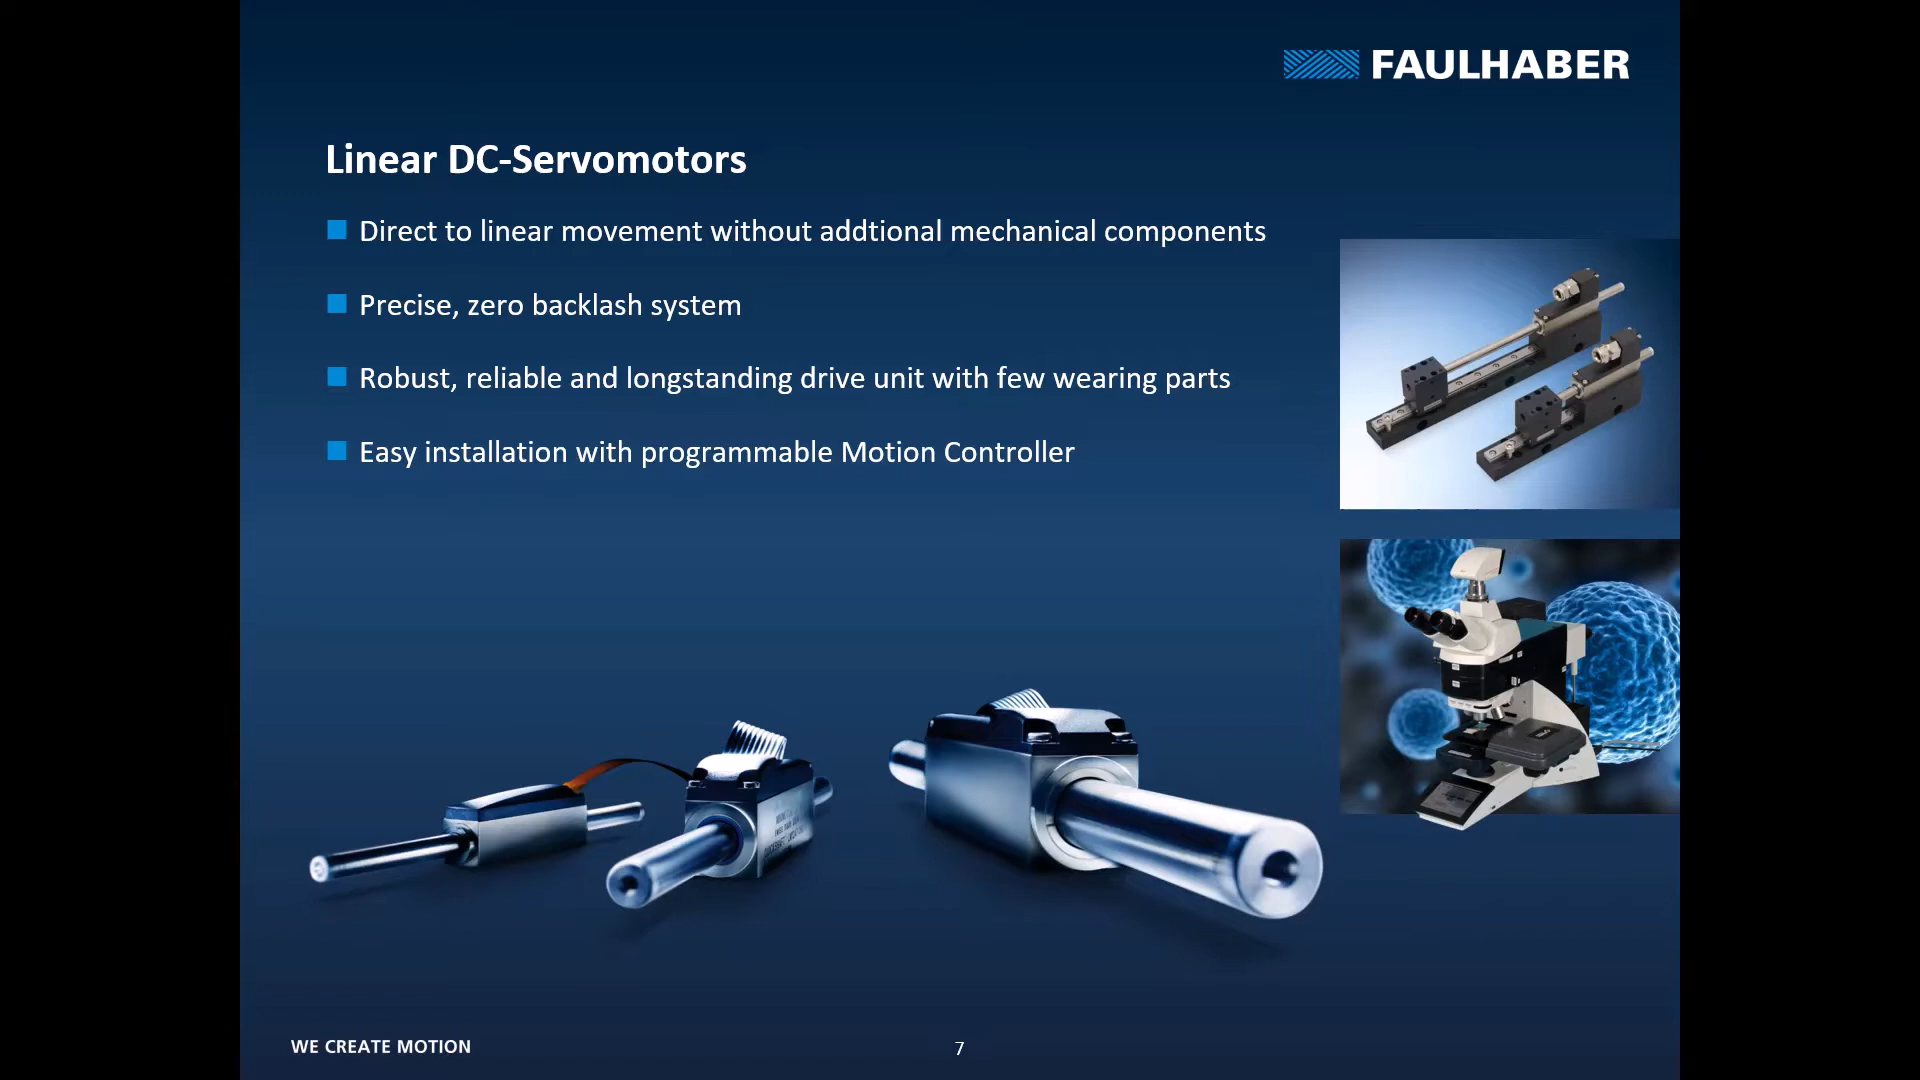 FAULHABER
Linear DC-Servomotors
Direct to linear movement without addtional mechanical components
Precise, zero backlash system
Robust, reliable and longstanding drive unit with few wearing parts
Easy installation with programmable Motion Controller
WE CREATE MOTION
7